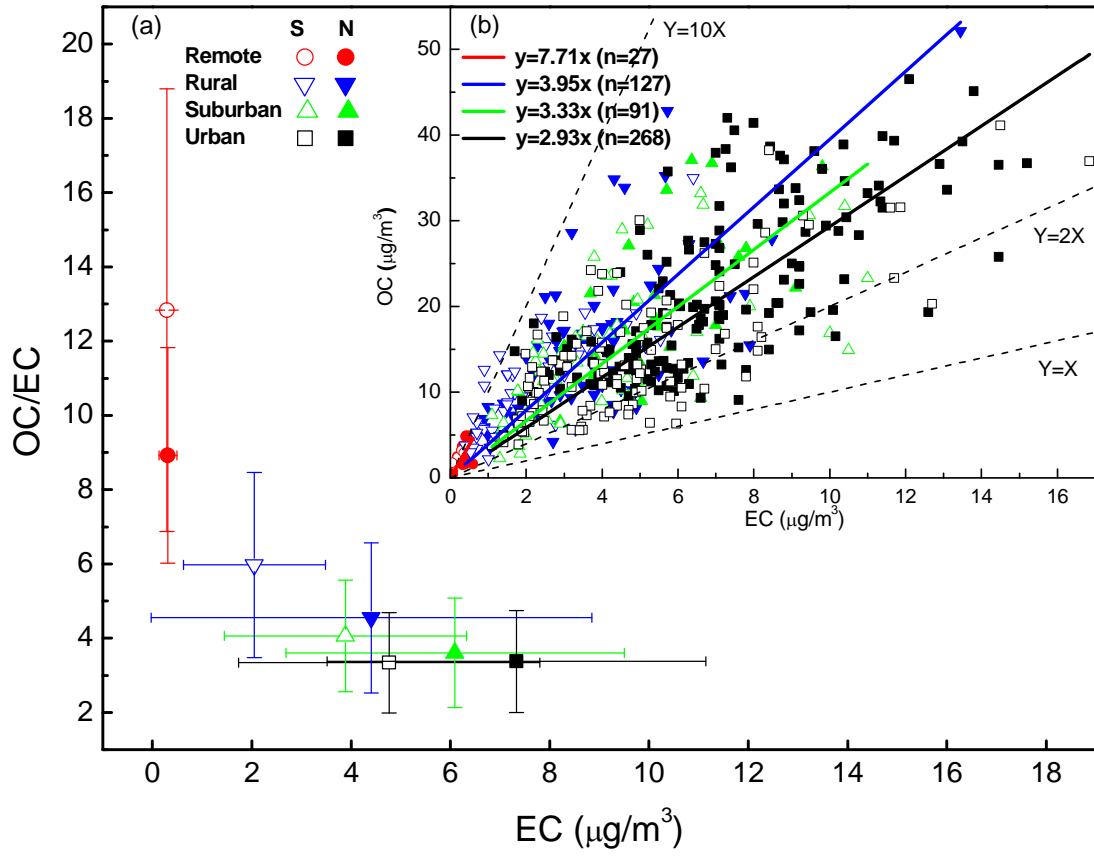 (a)
S N
Remote
Rural
Suburban
Urban
20
18
16
14
12
10
8
6
4
2
OC/EC
0 2 4 6 8 10 12 14 16 18
EC (μg/m³)
(b)
Y=10X
y=7.71x (n=27)
y=3.95x (n=127)
y=3.33x (n=91)
y=2.93x (n=268)
Y=2X
Y=X
50
40
30
20
10
0
OC (μg/m³)
0 2 4 6 8 10 12 14 16
EC (μg/m³)